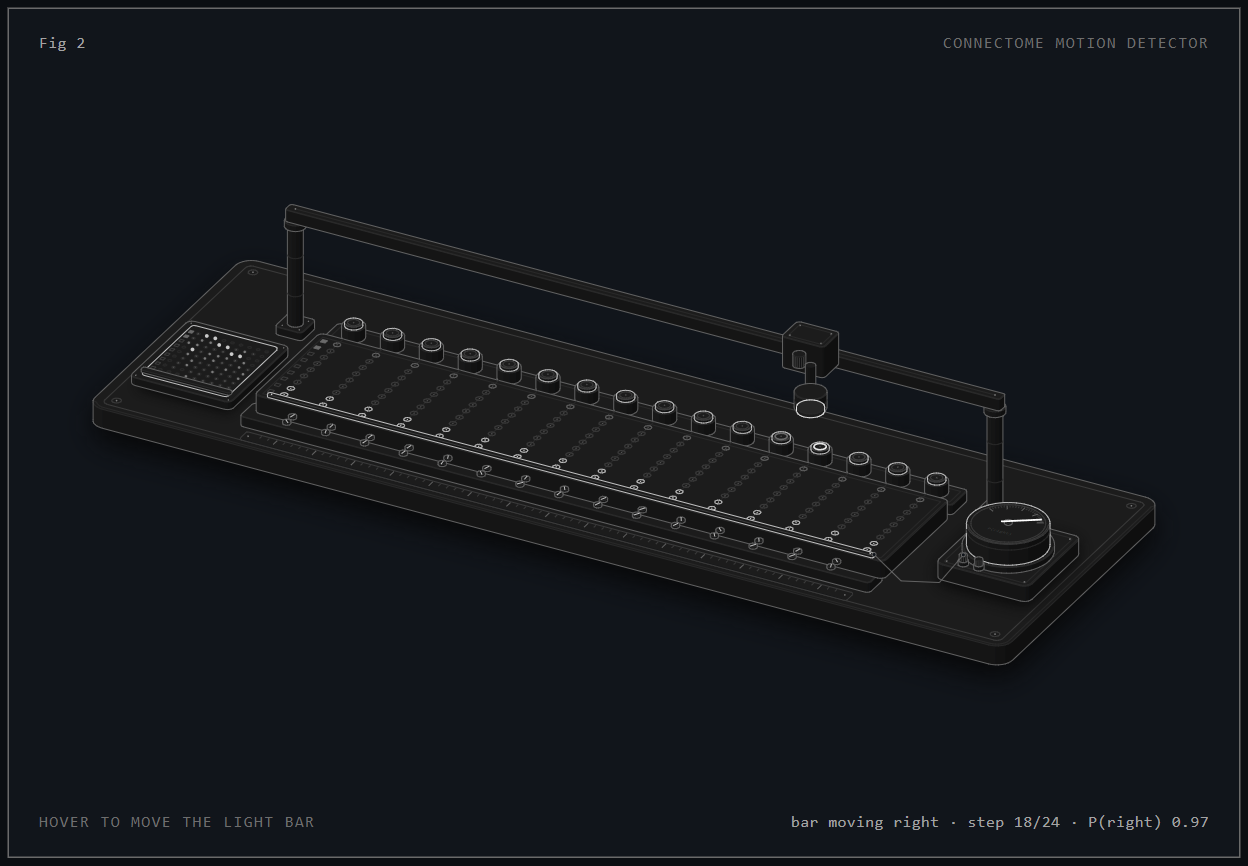 Fig 2
CONNECTOME MOTION DETECTOR
HOVER TO MOVE THE LIGHT BAR
bar moving right · step 18/24 · P(right) 0.97